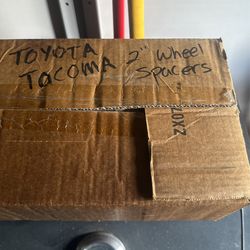 TOYOTA
TACOMA
2" Wheel
Spacers